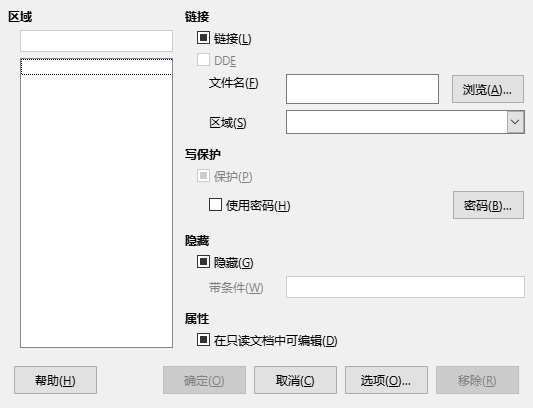 区域
链接
链接(L)
DDE
文件名(F)
浏览(A)...
区域(S)
写保护
保护(P)
使用密码(H)
密码(B)...
隐藏
隐藏(G)
带条件(W)
属性
在只读文档中可编辑(D)
帮助(H)
确定(O)
取消(C)
选项(O)...
移除(R)